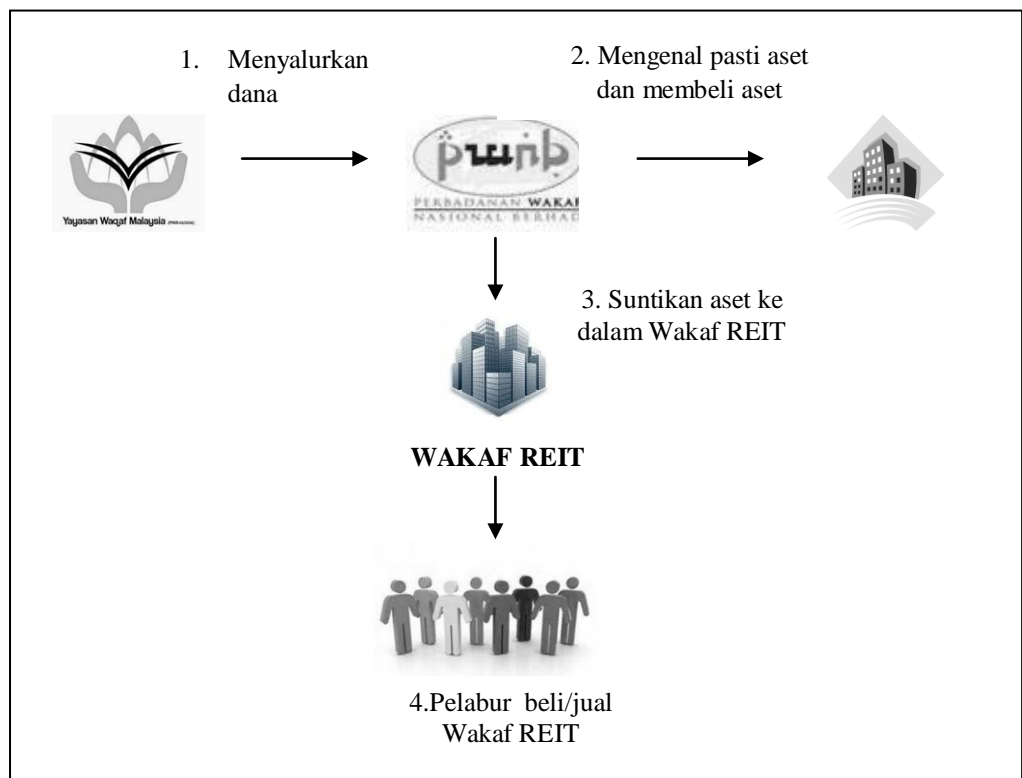 1. Menyalurkan
dana
2. Mengenal pasti aset
dan membeli aset
Yayasan Waqaf Malaysia
pwnb
PERBADANAN WAKAF
NASIONAL BERHAD
3. Suntikan aset ke
dalam Wakaf REIT
WAKAF REIT
4.Pelabur beli/jual
Wakaf REIT